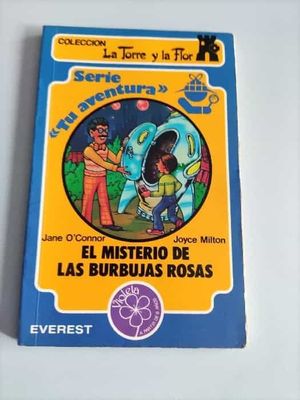 COLECCION
La Torre y la Flor
Serie
«Tu aventura»
Jane O'Connor
Joyce Milton
EL MISTERIO DE
LAS BURBUJAS ROSAS
EVEREST
Violeta